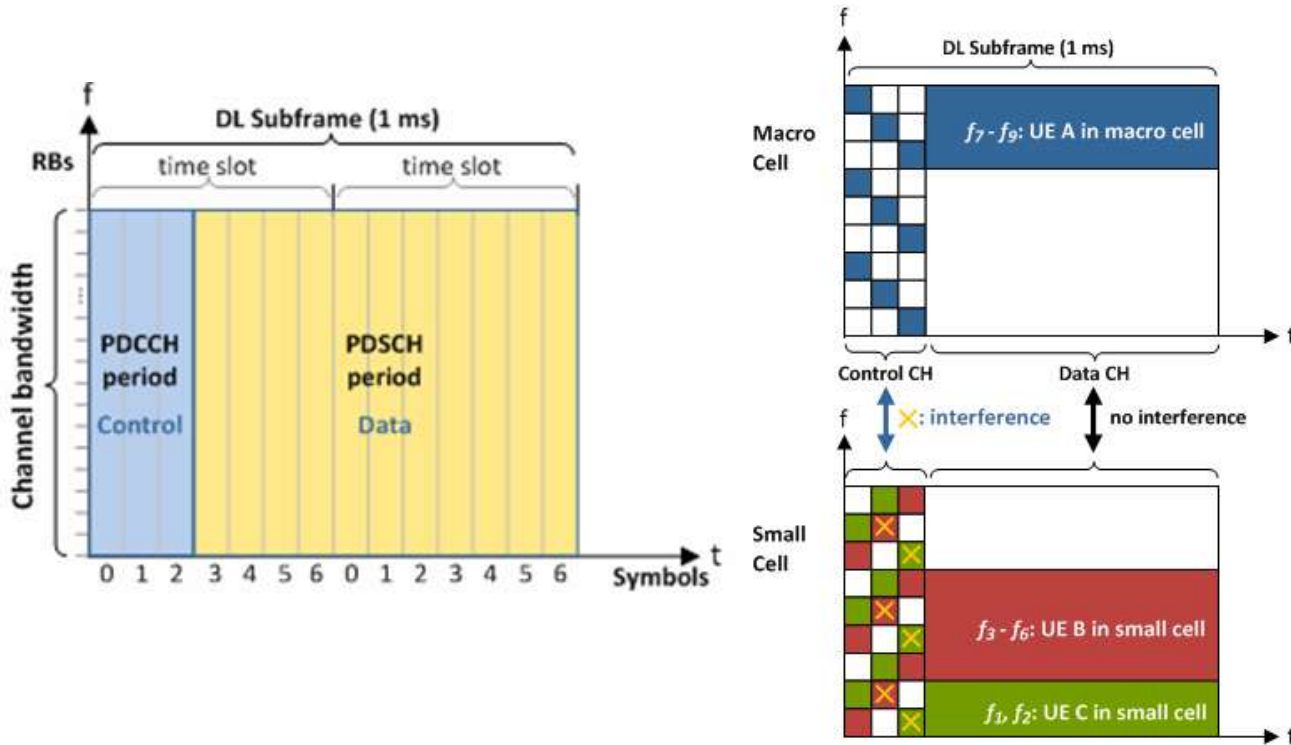 f
DL Subframe (1 ms)
RBs
time slot
time slot
Channel bandwidth
PDCCH
period
Control
PDSCH
period
Data
t
0 1 2 3 4 5 6 0 1 2 3 4 5 6
Symbols
f
DL Subframe (1 ms)
Macro
Cell
f7 - f9: UE A in macro cell
t
Control CH
Data CH
f
: interference
no interference
Small
Cell
f3 - f6: UE B in small cell
f1, f2: UE C in small cell
t